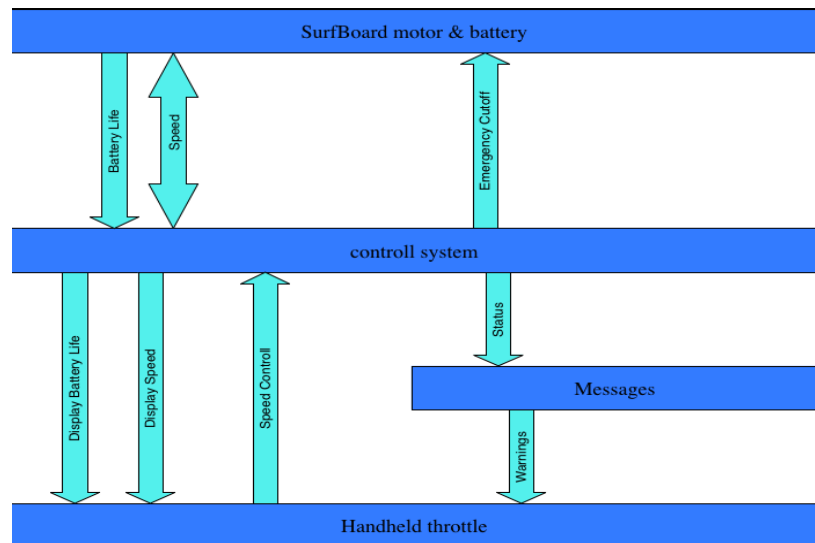 SurfBoard motor & battery
Battery Life
Speed
Emergency Cutoff
controll system
Display Battery Life
Display Speed
Speed Controll
Status
Messages
Warnings
Handheld throttle